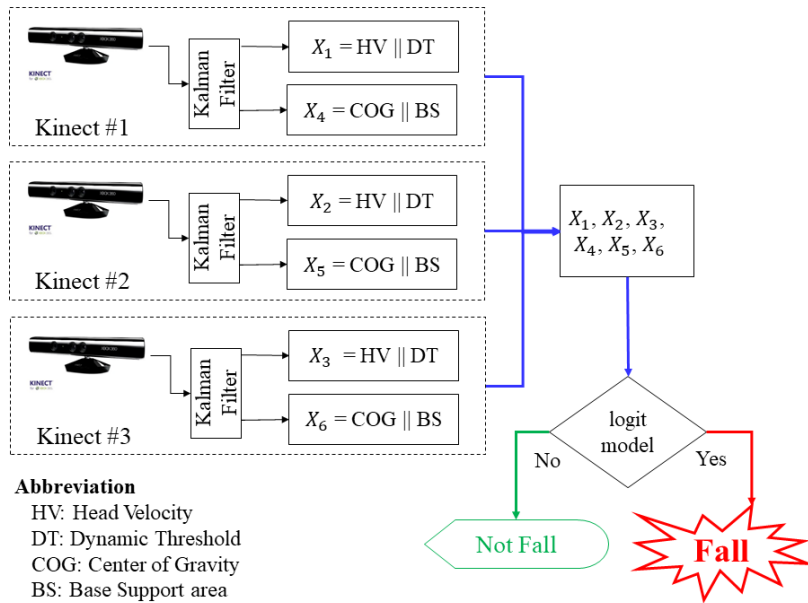 X₁ = HV || DT
Kalman Filter
X₄ = COG || BS
KINECT
Kinect #1
X₂ = HV || DT
Kalman Filter
X₅ = COG || BS
KINECT
Kinect #2
X₁, X₂, X₃,
X₄, X₅, X₆
X₃ = HV || DT
Kalman Filter
X₆ = COG || BS
KINECT
Kinect #3
logit
model
No
Yes
Not Fall
Fall
Abbreviation
HV: Head Velocity
DT: Dynamic Threshold
COG: Center of Gravity
BS: Base Support area